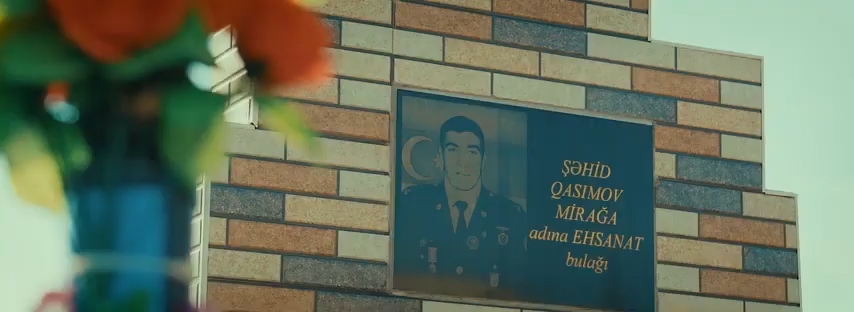 ŞƏHİD
QASIMOV
MİRAĞA
adına EHSANAT
bulağı